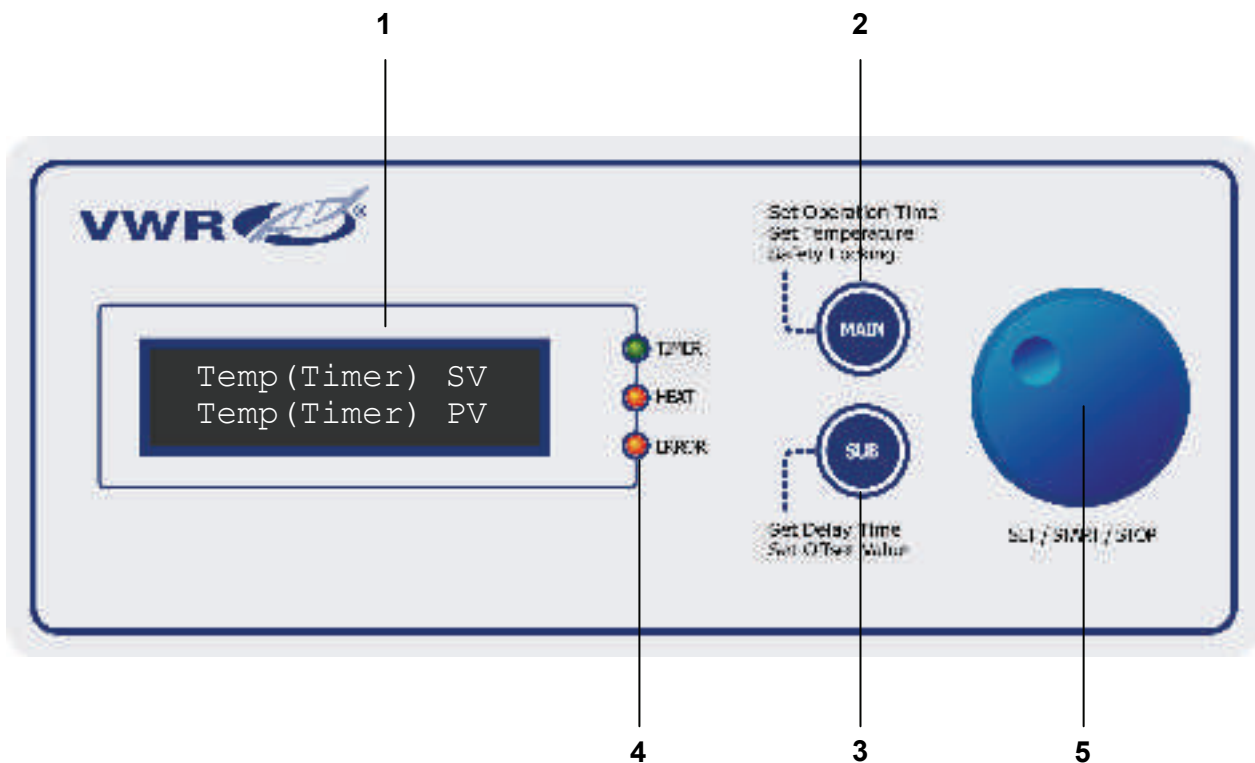 1
2
VWR®
Set Operation Time
Set Temperature
Safety Locking
MAIN
Temp(Timer) SV
Temp(Timer) PV
TIMER
HEAT
ERROR
SUB
Set Delay Time
Set Offset Value
SET / START / STOP
4
3
5